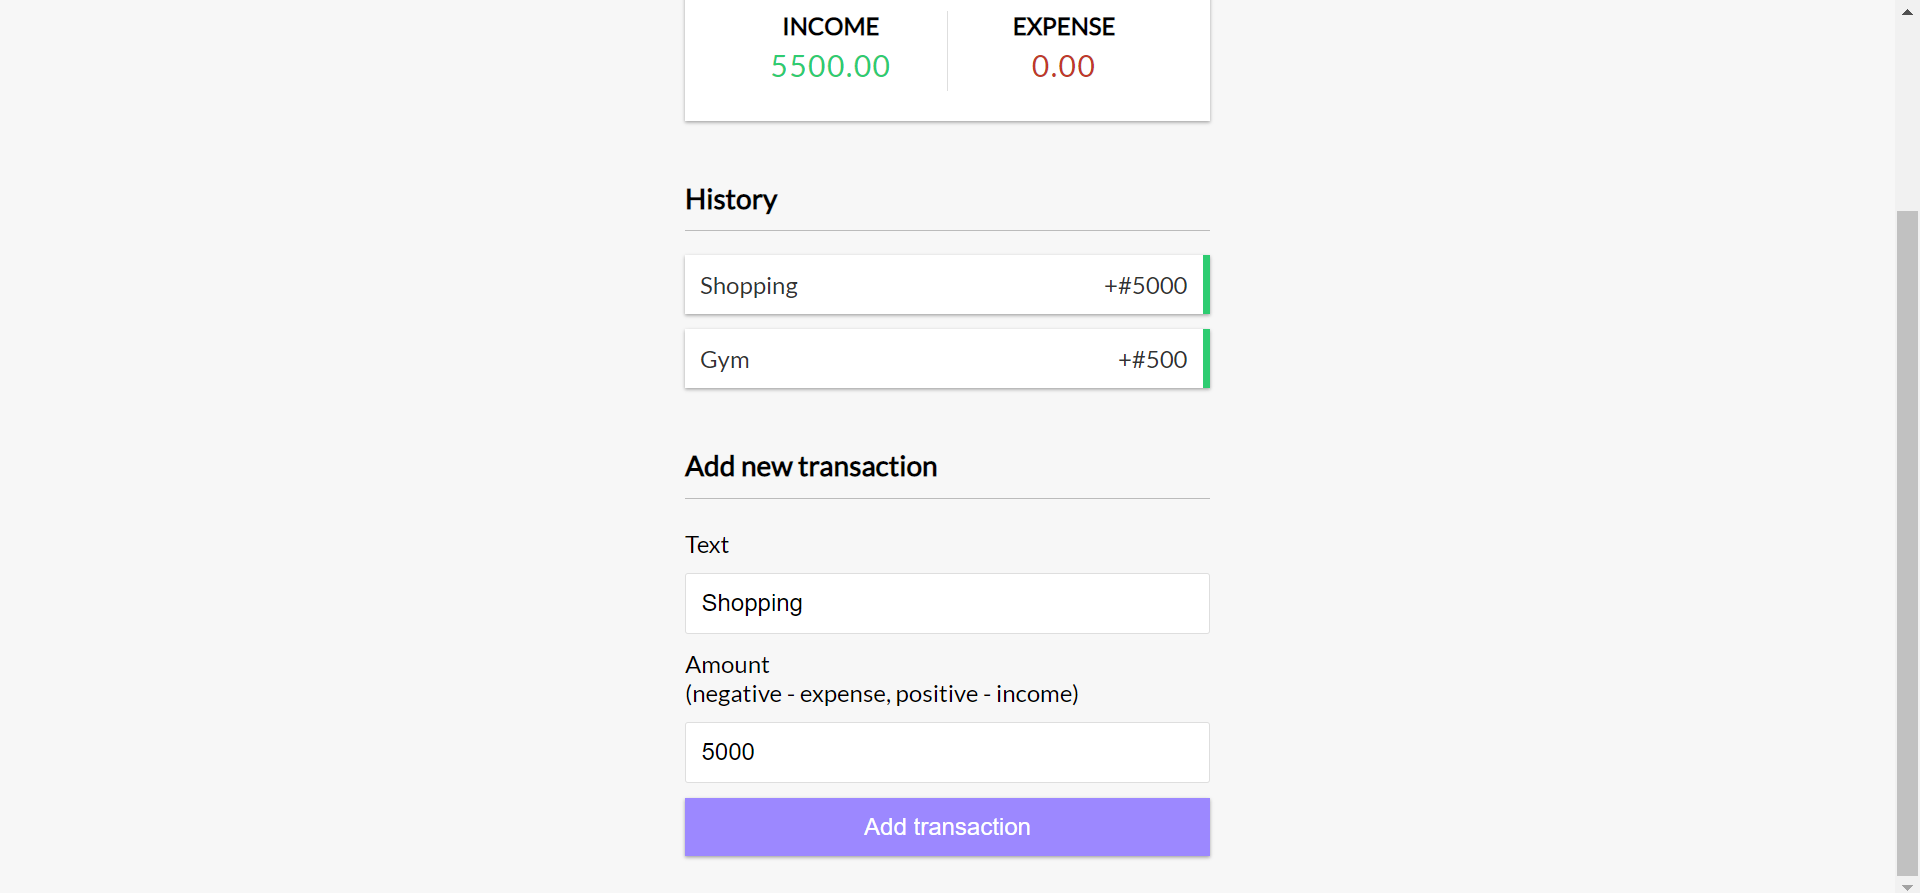 INCOME
EXPENSE
5500.00
0.00
History
Shopping +#5000
Gym +#500
Add new transaction
Text
Shopping
Amount
(negative - expense, positive - income)
5000
Add transaction